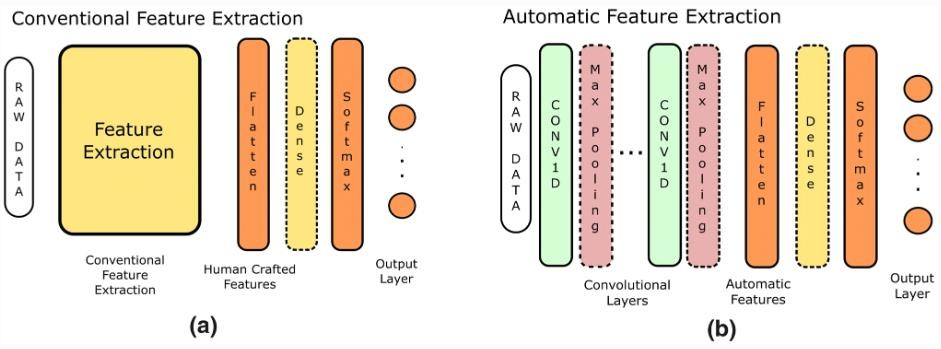 Conventional Feature Extraction
RAW DATA
Feature
Extraction
Flatten
Dense
Softmax
Conventional
Feature
Extraction
Human Crafted
Features
Output
Layer
(a)
Automatic Feature Extraction
RAW DATA
CONV1D
Max Pooling
...
CONV1D
Max Pooling
Flatten
Dense
Softmax
Convolutional
Layers
Automatic
Features
Output
Layer
(b)